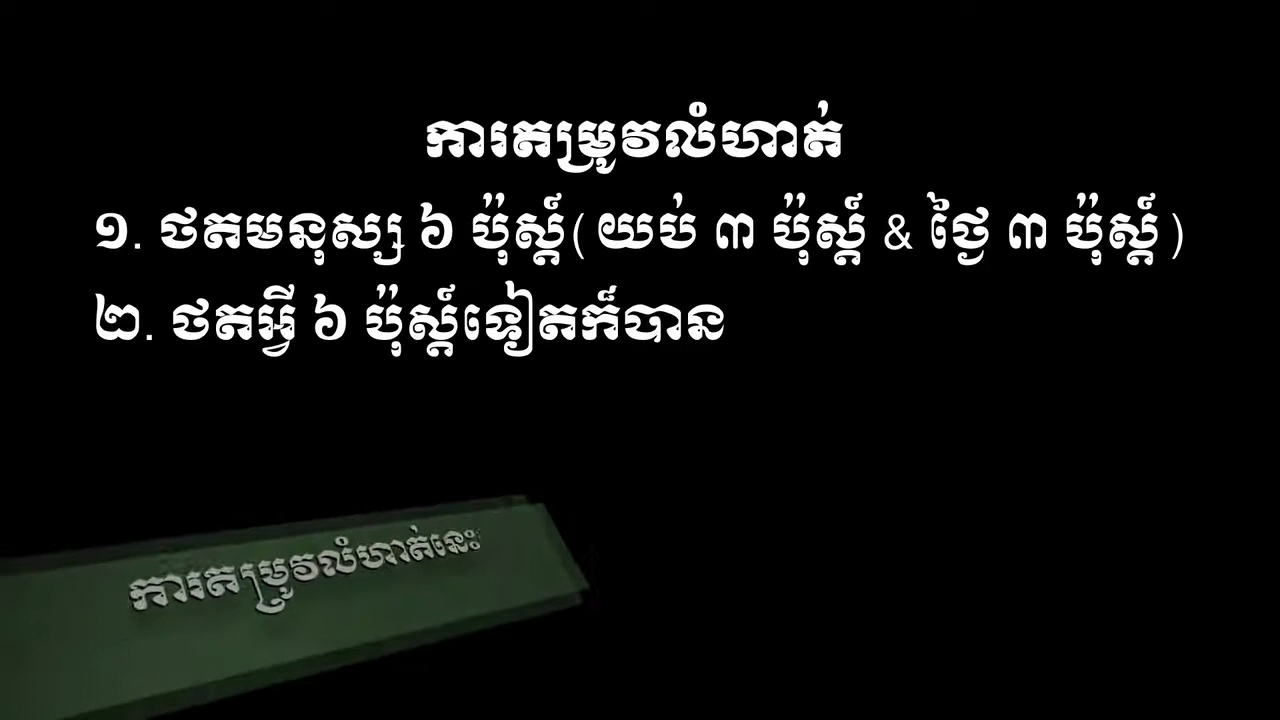 ការតម្រូវលំហាត់
១. ថតមនុស្ស ៦ ប៉ុស្ត៍( យប់ ៣ ប៉ុស្ត៍ & ថ្ងៃ ៣ ប៉ុស្ត៍ )
២. ថតអ្វី ៦ ប៉ុស្ត៍ទៀតក៏បាន
ការតម្រូវលំហាត់នេះ